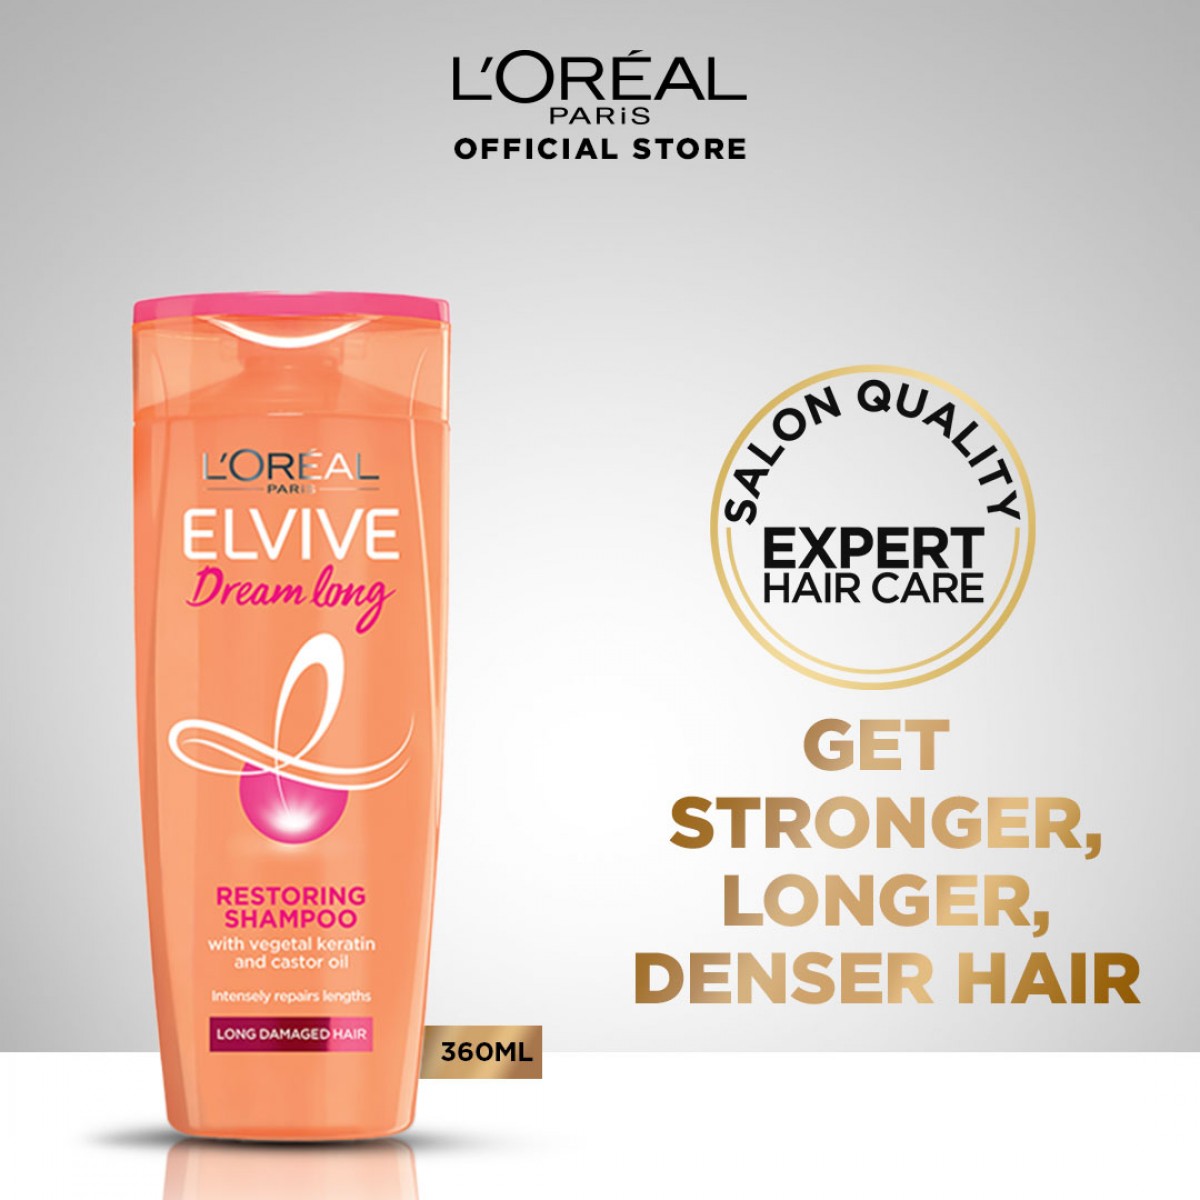 L'ORÉAL
PARiS
OFFICIAL STORE
L'ORÉAL
PARiS
ELVIVE
Dream long
RESTORING
SHAMPOO
with vegetal keratin
and castor oil
Intensely repairs lengths
LONG DAMAGED HAIR
360ML
SALON QUALITY
EXPERT
HAIR CARE
GET
STRONGER,
LONGER,
DENSER HAIR